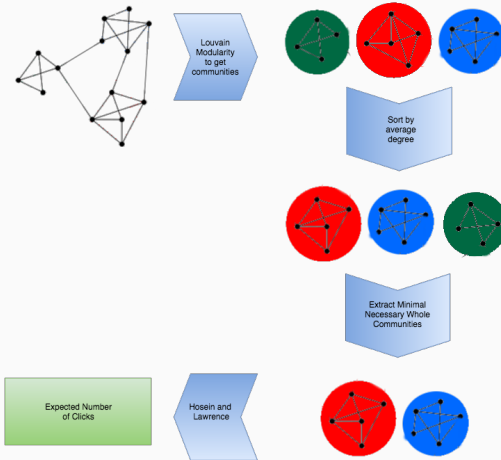 Louvain
Modularity
to get
communities
Sort by
average
degree
Extract Minimal
Necessary Whole
Communities
Expected Number
of Clicks
Hosein and
Lawrence